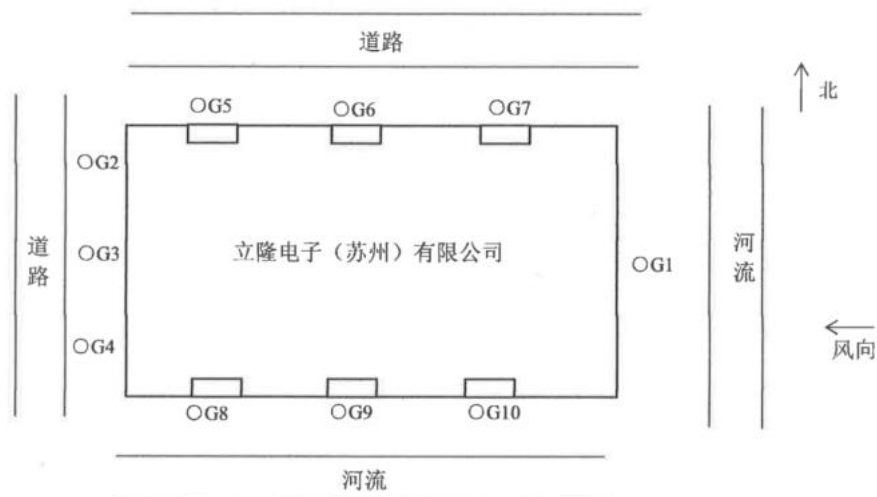 道路
北
○G5
○G6
○G7
○G2
道路
○G3
立隆电子（苏州）有限公司
○G1
河流
○G4
风向
○G8
○G9
○G10
河流